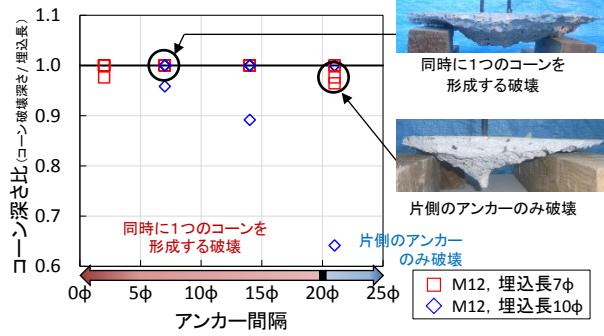 コーン深さ比(コーン破壊深さ/埋込長)
1.1
1.0
0.9
0.8
0.7
0.6
0φ
5φ
10φ
15φ
20φ
25φ
アンカー間隔
同時に1つのコーンを
形成する破壊
片側のアンカー
のみ破壊
同時に1つのコーンを
形成する破壊
片側のアンカーのみ破壊
M12, 埋込長7φ
M12, 埋込長10φ